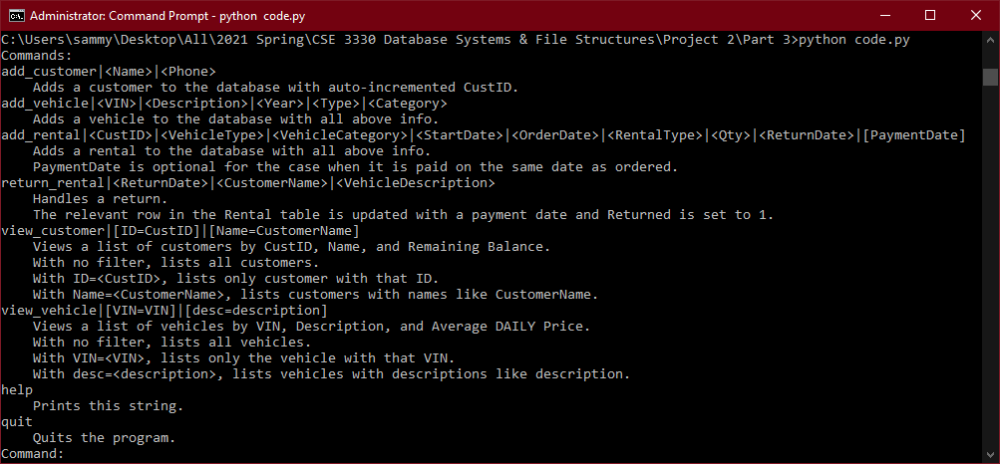 Administrator: Command Prompt - python  code.py
C:\Users\sammy\Desktop\All\2021 Spring\CSE 3330 Database Systems & File Structures\Project 2\Part 3>python code.py
Commands:
add_customer|<Name>|<Phone>
    Adds a customer to the database with auto-incremented CustID.
add_vehicle|<VIN>|<Description>|<Year>|<Type>|<Category>
    Adds a vehicle to the database with all above info.
add_rental|<CustID>|<VehicleType>|<VehicleCategory>|<StartDate>|<OrderDate>|<RentalType>|<Qty>|<ReturnDate>|[PaymentDate]
    Adds a rental to the database with all above info.
    PaymentDate is optional for the case when it is paid on the same date as ordered.
return_rental|<ReturnDate>|<CustomerName>|<VehicleDescription>
    Handles a return.
    The relevant row in the Rental table is updated with a payment date and Returned is set to 1.
view_customer|[ID=CustID]|[Name=CustomerName]
    Views a list of customers by CustID, Name, and Remaining Balance.
    With no filter, lists all customers.
    With ID=<CustID>, lists only customer with that ID.
    With Name=<CustomerName>, lists customers with names like CustomerName.
view_vehicle|[VIN=VIN]|[desc=description]
    Views a list of vehicles by VIN, Description, and Average DAILY Price.
    With no filter, lists all vehicles.
    With VIN=<VIN>, lists only the vehicle with that VIN.
    With desc=<description>, lists vehicles with descriptions like description.
help
    Prints this string.
quit
    Quits the program.
Command: